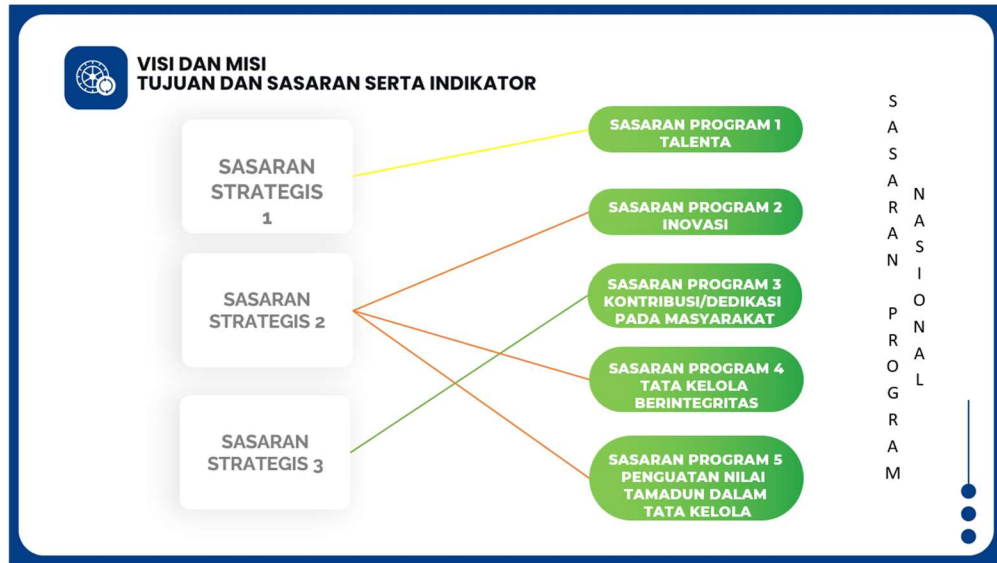 VISI DAN MISI
TUJUAN DAN SASARAN SERTA INDIKATOR
SASARAN
STRATEGIS
1
SASARAN
STRATEGIS 2
SASARAN
STRATEGIS 3
SASARAN PROGRAM 1
TALENTA
SASARAN PROGRAM 2
INOVASI
SASARAN PROGRAM 3
KONTRIBUSI/DEDIKASI
PADA MASYARAKAT
SASARAN PROGRAM 4
TATA KELOLA
BERINTEGRITAS
SASARAN PROGRAM 5
PENGUATAN NILAI
TAMADUN DALAM
TATA KELOLA
SASARAN PROGRAM
NASIONAL